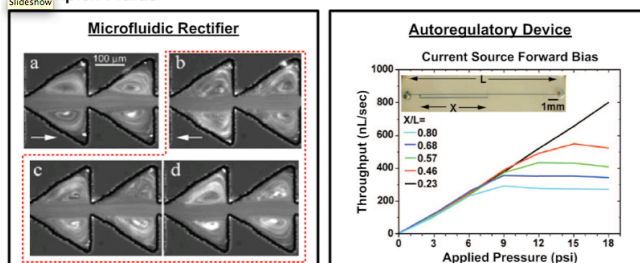 Slideshow
Microfluidic Rectifier
a
100 µm
b
c
d
Autoregulatory Device
Current Source Forward Bias
Throughput (nL/sec)
1000
800
600
400
200
0
L
X
1mm
X/L=
0.80
0.68
0.57
0.46
0.23
0 3 6 9 12 15 18
Applied Pressure (psi)